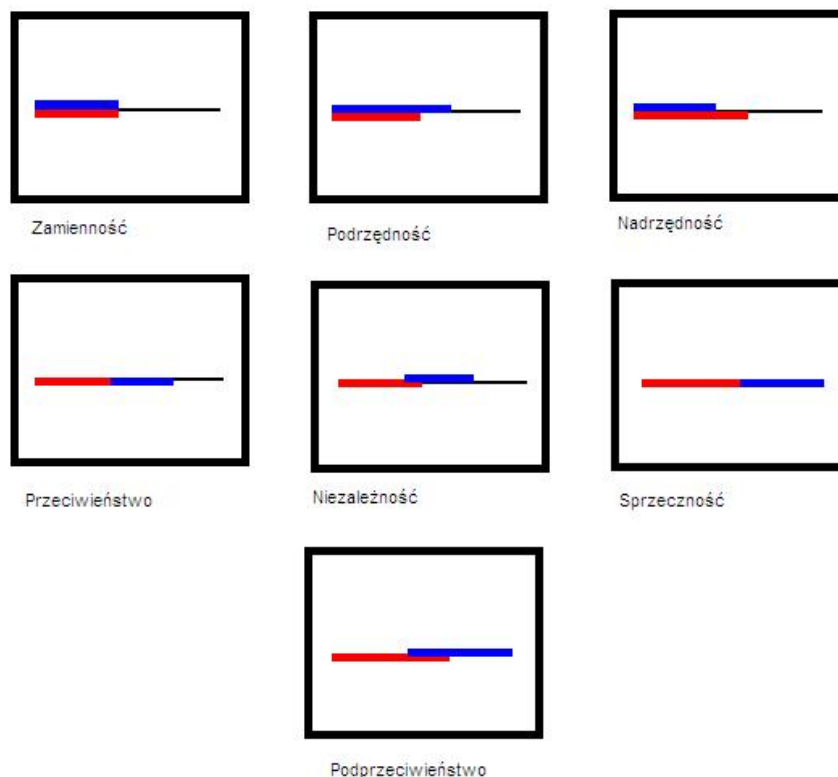 Zamienność
Podrzędność
Nadrzędność
Przeciwieństwo
Niezależność
Sprzeczność
Podprzeciwieństwo